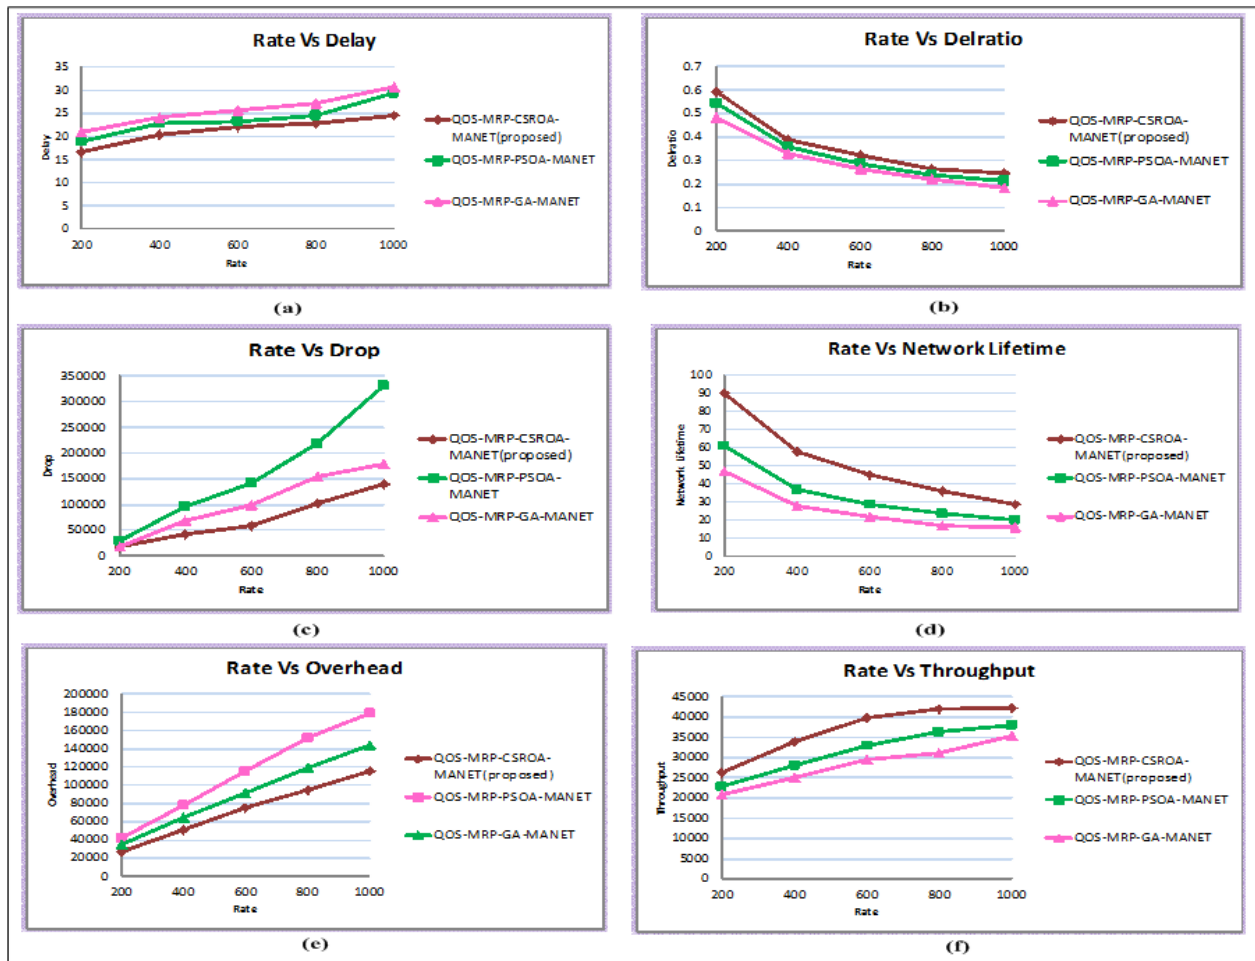 Rate Vs Delay
35
30
25
20
15
10
5
0
Delay
200 400 600 800 1000
Rate
QOS-MRP-CSROA-
MANET(proposed)
QOS-MRP-PSOA-MANET
QOS-MRP-GA-MANET
(a)
Rate Vs Delratio
0.7
0.6
0.5
0.4
0.3
0.2
0.1
0
Delratio
200 400 600 800 1000
Rate
QOS-MRP-CSROA-
MANET(proposed)
QOS-MRP-PSOA-MANET
QOS-MRP-GA-MANET
(b)
Rate Vs Drop
350000
300000
250000
200000
150000
100000
50000
0
Drop
200 400 600 800 1000
Rate
QOS-MRP-CSROA-
MANET(proposed)
QOS-MRP-PSOA-
MANET
QOS-MRP-GA-MANET
(c)
Rate Vs Network Lifetime
100
90
80
70
60
50
40
30
20
10
0
Network Lifetime
200 400 600 800 1000
Rate
QOS-MRP-CSROA-
MANET(proposed)
QOS-MRP-PSOA-MANET
QOS-MRP-GA-MANET
(d)
Rate Vs Overhead
200000
180000
160000
140000
120000
100000
80000
60000
40000
20000
0
Overhead
200 400 600 800 1000
Rate
QOS-MRP-CSROA-
MANET(proposed)
QOS-MRP-PSOA-MANET
QOS-MRP-GA-MANET
(e)
Rate Vs Throughput
45000
40000
35000
30000
25000
20000
15000
10000
5000
0
Throughput
200 400 600 800 1000
Rate
QOS-MRP-CSROA-
MANET(proposed)
QOS-MRP-PSOA-MANET
QOS-MRP-GA-MANET
(f)